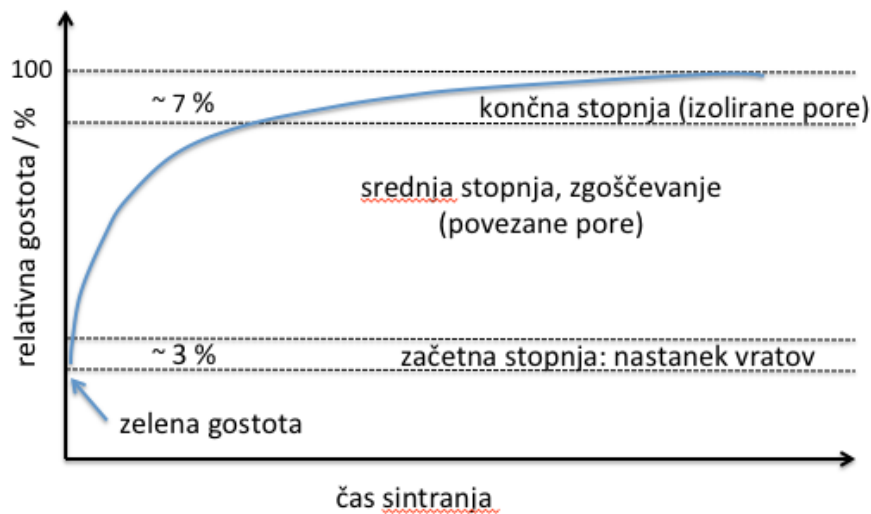 100
~ 7 %
končna stopnja (izolirane pore)
relativna gostota / %
srednja stopnja, zgoščevanje
(povezane pore)
~ 3 %
začetna stopnja: nastanek vratov
zelena gostota
čas sintranja